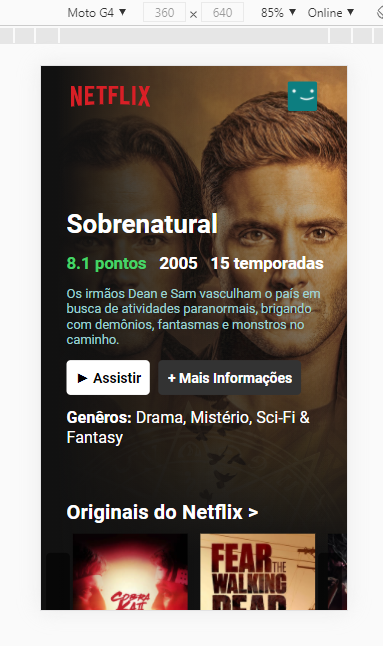 Moto G4 ▼ 360 x 640 85% ▼ Online ▼
NETFLIX
Sobrenatural
8.1 pontos 2005 15 temporadas
Os irmãos Dean e Sam vasculham o país em
busca de atividades paranormais, brigando
com demônios, fantasmas e monstros no
caminho.
► Assistir + Mais Informações
Genêros: Drama, Mistério, Sci-Fi &
Fantasy
Originais do Netflix >
COBRA
KAI
FEAR THE
WALKING
DEAD